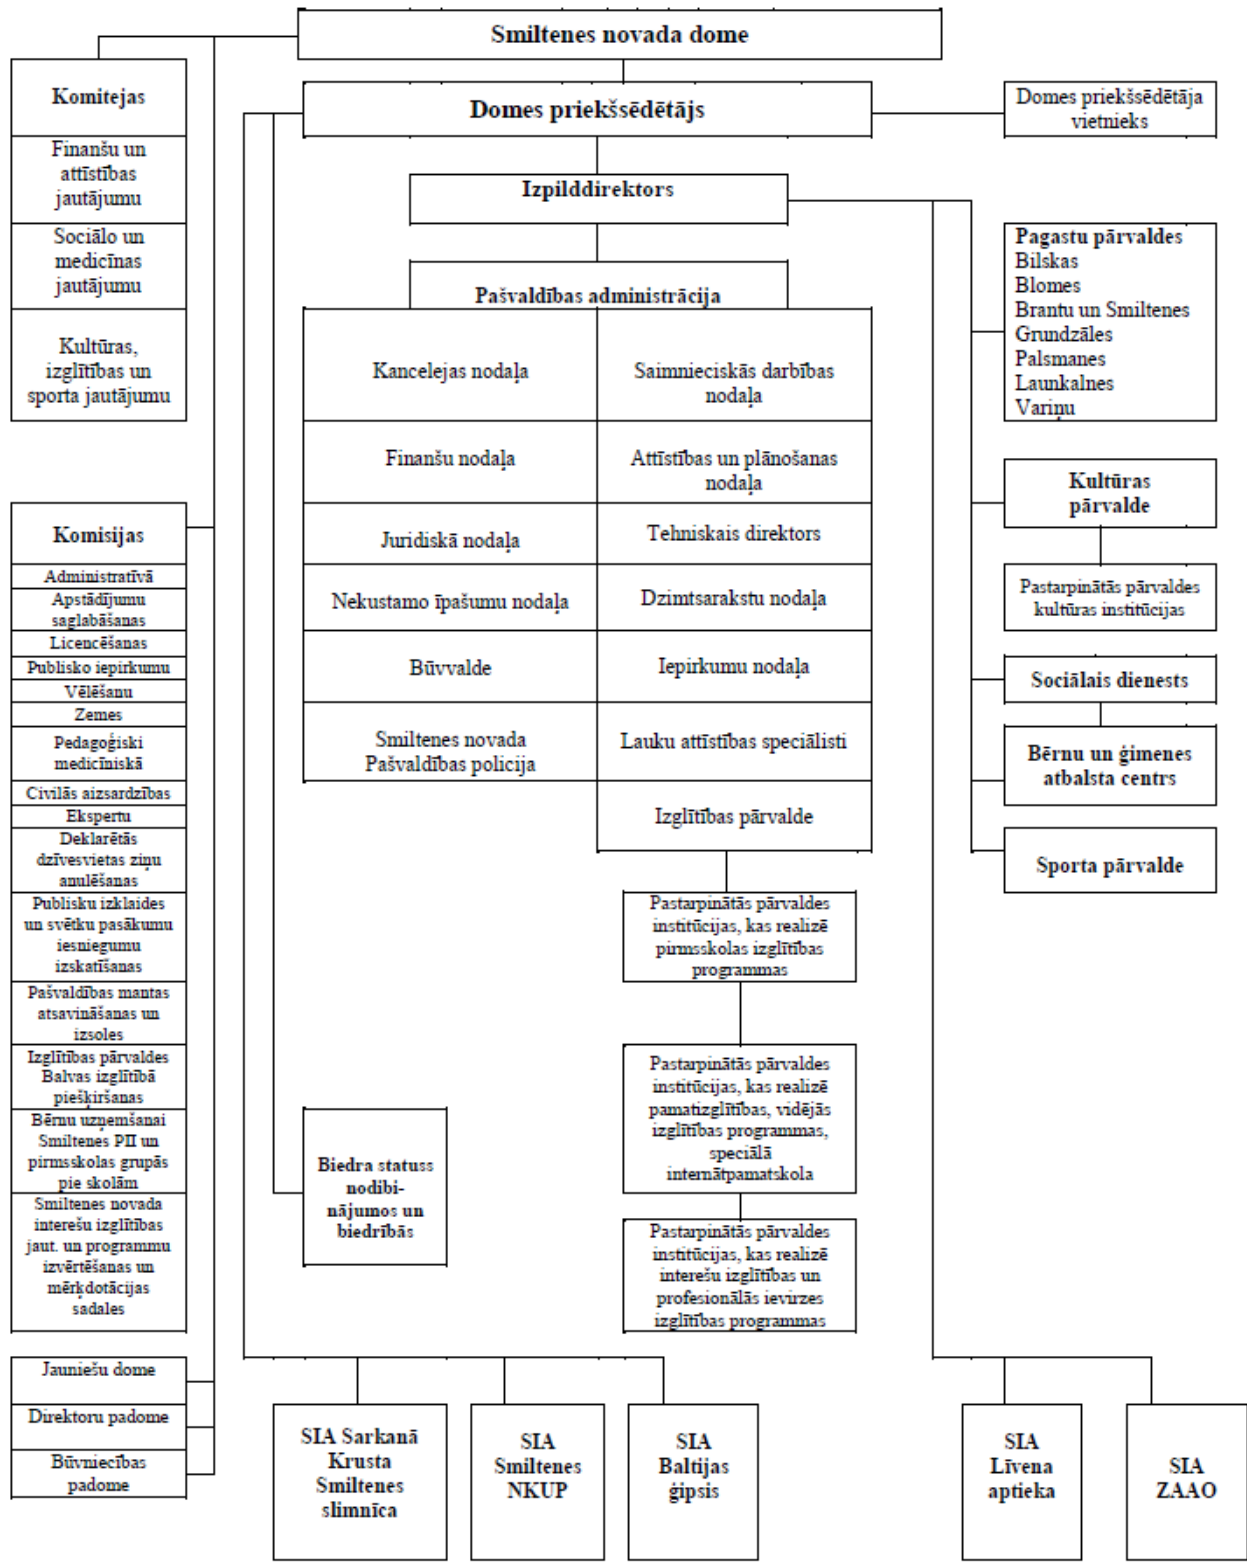 Smiltenes novada dome
Komitejas
Finanšu un
attīstības
jautājumu
Sociālo un
medicīnas
jautājumu
Kultūras,
izglītības un
sporta jautājumu
Domes priekšsēdētājs
Domes priekšsēdētāja
vietnieks
Izpilddirektors
Pašvaldības administrācija
Kancelejas nodaļa
Saimnieciskās darbības
nodaļa
Finanšu nodaļa
Attīstības un plānošanas
nodaļa
Juridiskā nodaļa
Tehniskais direktors
Nekustamo īpašumu nodaļa
Dzimtsarakstu nodaļa
Būvvalde
Iepirkumu nodaļa
Smiltenes novada
Pašvaldības policija
Lauku attīstības speciālisti
Izglītības pārvalde
Pastarpinātās pārvaldes
institūcijas, kas realizē
pirmsskolas izglītības
programmas
Pastarpinātās pārvaldes
institūcijas, kas realizē
pamatizglītības, vidējās
izglītības programmas,
speciālā
internātpamatskola
Pastarpinātās pārvaldes
institūcijas, kas realizē
interešu izglītības un
profesionālās ievirzes
izglītības programmas
Pagastu pārvaldes
Bilskas
Blomes
Brantu un Smiltenes
Grundzāles
Palsmanes
Launkalnes
Variņu
Kultūras
pārvalde
Pastarpinātās pārvaldes
kultūras institūcijas
Sociālais dienests
Bērnu un ģimenes
atbalsta centrs
Sporta pārvalde
Komisijas
Administratīvā
Apstādījumu
saglabāšanas
Licencēšanas
Publisko iepirkumu
Vēlēšanu
Zemes
Pedagoģiski
medicīniskā
Civilās aizsardzības
Ekspertu
Deklarētās
dzīvesvietas ziņu
anulēšanas
Publisku izklaides
un svētku pasākumu
iesniegumu
izskatīšanas
Pašvaldības mantas
atsavināšanas un
izsoles
Izglītības pārvaldes
Balvas izglītībā
piešķiršanas
Bērnu uzņemšanai
Smiltenes PII un
pirmsskolas grupās
pie skolām
Smiltenes novada
interešu izglītības
jaut. un programmu
izvērtēšanas un
mērķdotācijas
sadales
Jauniešu dome
Direktoru padome
Būvniecības
padome
Biedra statuss
nodibi-
nājumos un
biedrībās
SIA Sarkanā
Krusta
Smiltenes
slimnīca
SIA
Smiltenes
NKUP
SIA
Baltijas
ģipsis
SIA
Līvena
aptieka
SIA
ZAAO